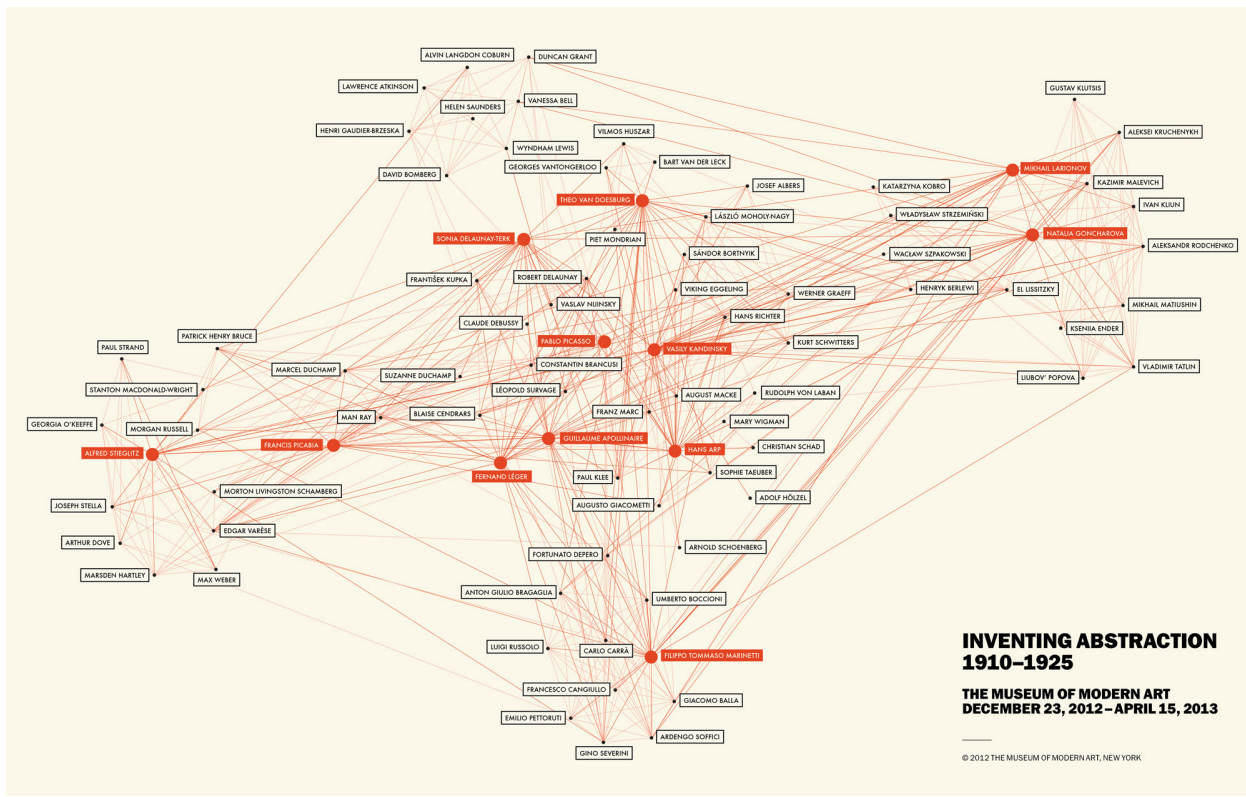 ALVIN LANGDON COBURN
DUNCAN GRANT
LAWRENCE ATKINSON
GUSTAV KLUTSIS
VANESSA BELL
HELEN SAUNDERS
HENRI GAUDIER-BRZESKA
VILMOS HUSZAR
ALEKSEI KRUCHENYKH
WYNDHAM LEWIS
BART VAN DER LECK
GEORGES VANTONGERLOO
MIKHAIL LARIONOV
DAVID BOMBERG
JOSEF ALBERS
KATARZYNA KOBRO
KAZIMIR MALEVICH
THEO VAN DOESBURG
IVAN KLIUN
LÁSZLÓ MOHOLY-NAGY
WŁADYSŁAW STRZEMIŃSKI
NATALIA GONCHAROVA
SONIA DELAUNAY-TERK
PIET MONDRIAN
ALEKSANDR RODCHENKO
SÁNDOR BORTNYIK
WACŁAW SZPAKOWSKI
FRANTIŠEK KUPKA
ROBERT DELAUNAY
VIKING EGGELING
WERNER GRAEFF
HENRYK BERLEWI
EL LISSITZKY
VASLAV NIJINSKY
MIKHAIL MATIUSHIN
HANS RICHTER
CLAUDE DEBUSSY
KSENIIA ENDER
PATRICK HENRY BRUCE
PABLO PICASSO
KURT SCHWITTERS
PAUL STRAND
VASILY KANDINSKY
CONSTANTIN BRANCUSI
VLADIMIR TATLIN
MARCEL DUCHAMP
SUZANNE DUCHAMP
LIUBOV' POPOVA
STANTON MACDONALD-WRIGHT
LÉOPOLD SURVAGE
AUGUST MACKE
RUDOLPH VON LABAN
MAN RAY
BLAISE CENDRARS
FRANZ MARC
MARY WIGMAN
GEORGIA O'KEEFFE
MORGAN RUSSELL
GUILLAUME APOLLINAIRE
FRANCIS PICABIA
CHRISTIAN SCHAD
ALFRED STIEGLITZ
HANS ARP
FERNAND LÉGER
PAUL KLEE
SOPHIE TAEUBER
MORTON LIVINGSTON SCHAMBERG
ADOLF HÖLZEL
JOSEPH STELLA
AUGUSTO GIACOMETTI
EDGAR VARÈSE
ARTHUR DOVE
ARNOLD SCHOENBERG
FORTUNATO DEPERO
MARSDEN HARTLEY
MAX WEBER
ANTON GIULIO BRAGAGLIA
UMBERTO BOCCIONI
LUIGI RUSSOLO
CARLO CARRÀ
FILIPPO TOMMASO MARINETTI
FRANCESCO CANGIULLO
GIACOMO BALLA
EMILIO PETTORUTI
ARDENGO SOFFICI
GINO SEVERINI
INVENTING ABSTRACTION
1910–1925
THE MUSEUM OF MODERN ART
DECEMBER 23, 2012–APRIL 15, 2013
© 2012 THE MUSEUM OF MODERN ART, NEW YORK